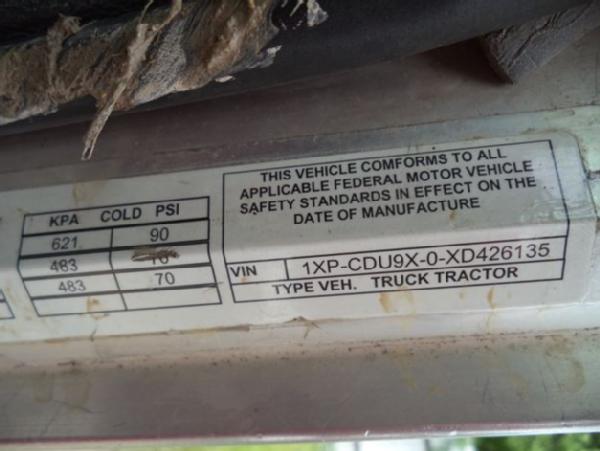 KPA COLD PSI
621 90
483
483 70
THIS VEHICLE COMFORMS TO ALL
APPLICABLE FEDERAL MOTOR VEHICLE
SAFETY STANDARDS IN EFFECT ON THE
DATE OF MANUFACTURE
VIN 1XP-CDU9X-0-XD426135
TYPE VEH. TRUCK TRACTOR